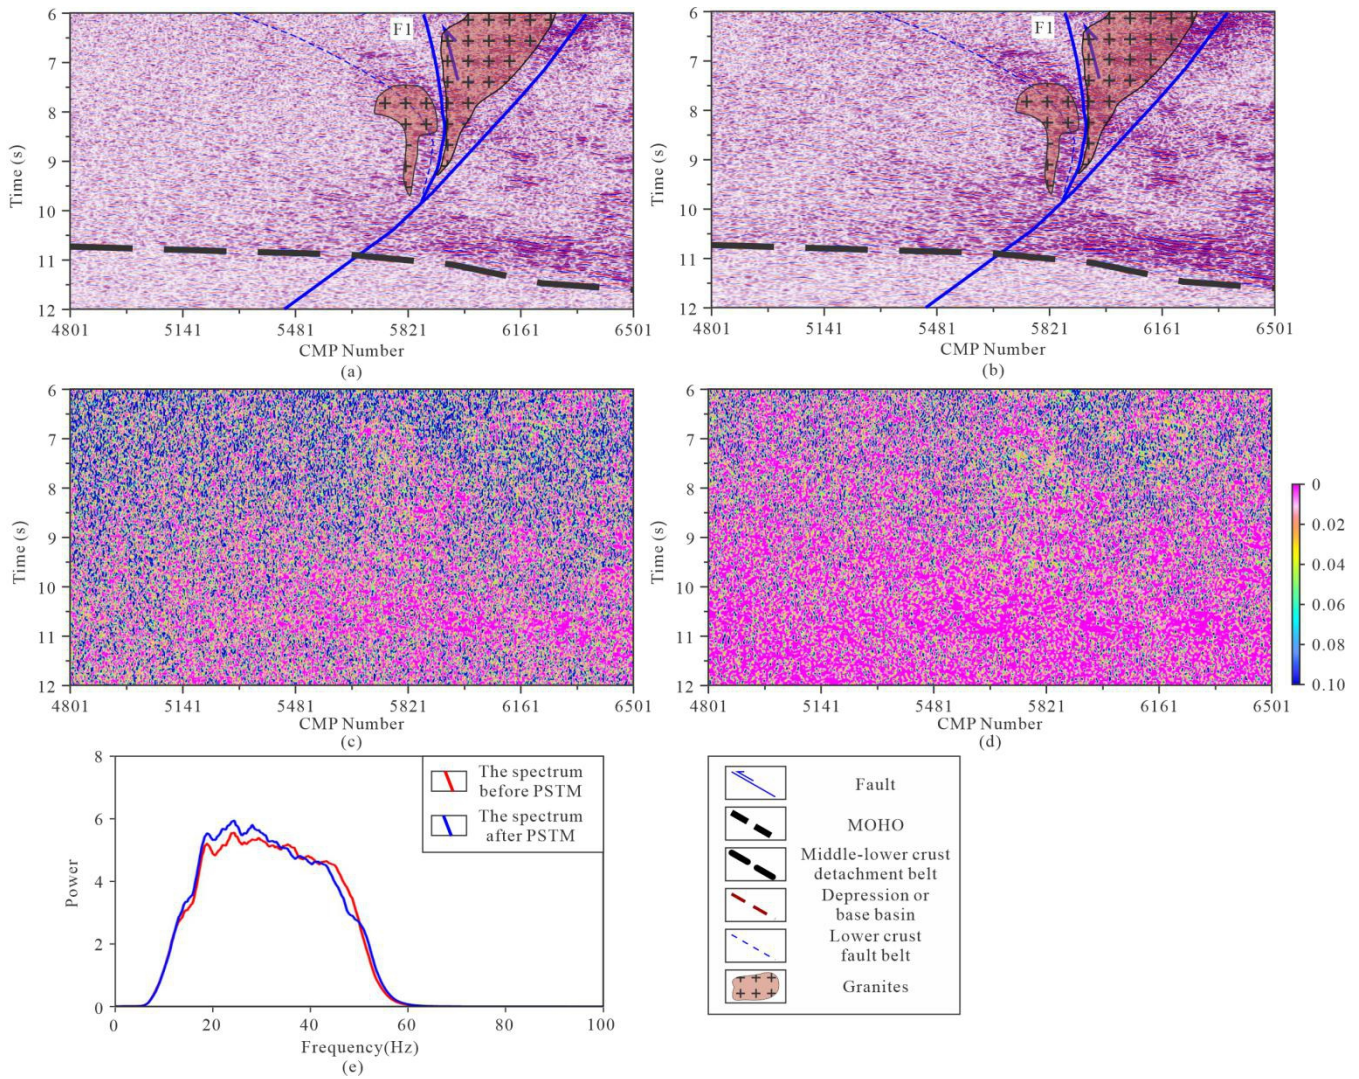 6
7
8
9
10
11
12
Time (s)
F1
4801 5141 5481 5821 6161 6501
CMP Number
(a)
6
7
8
9
10
11
12
Time (s)
F1
4801 5141 5481 5821 6161 6501
CMP Number
(b)
6
7
8
9
10
11
12
Time (s)
4801 5141 5481 5821 6161 6501
CMP Number
(c)
6
7
8
9
10
11
12
Time (s)
4801 5141 5481 5821 6161 6501
CMP Number
(d)
0
0.02
0.04
0.06
0.08
0.10
8
6
4
2
0
Power
The spectrum
before PSTM
The spectrum
after PSTM
0 20 40 60 80 100
Frequency(Hz)
(e)
Fault
MOHO
Middle-lower crust
detachment belt
Depression or
base basin
Lower crust
fault belt
Granites